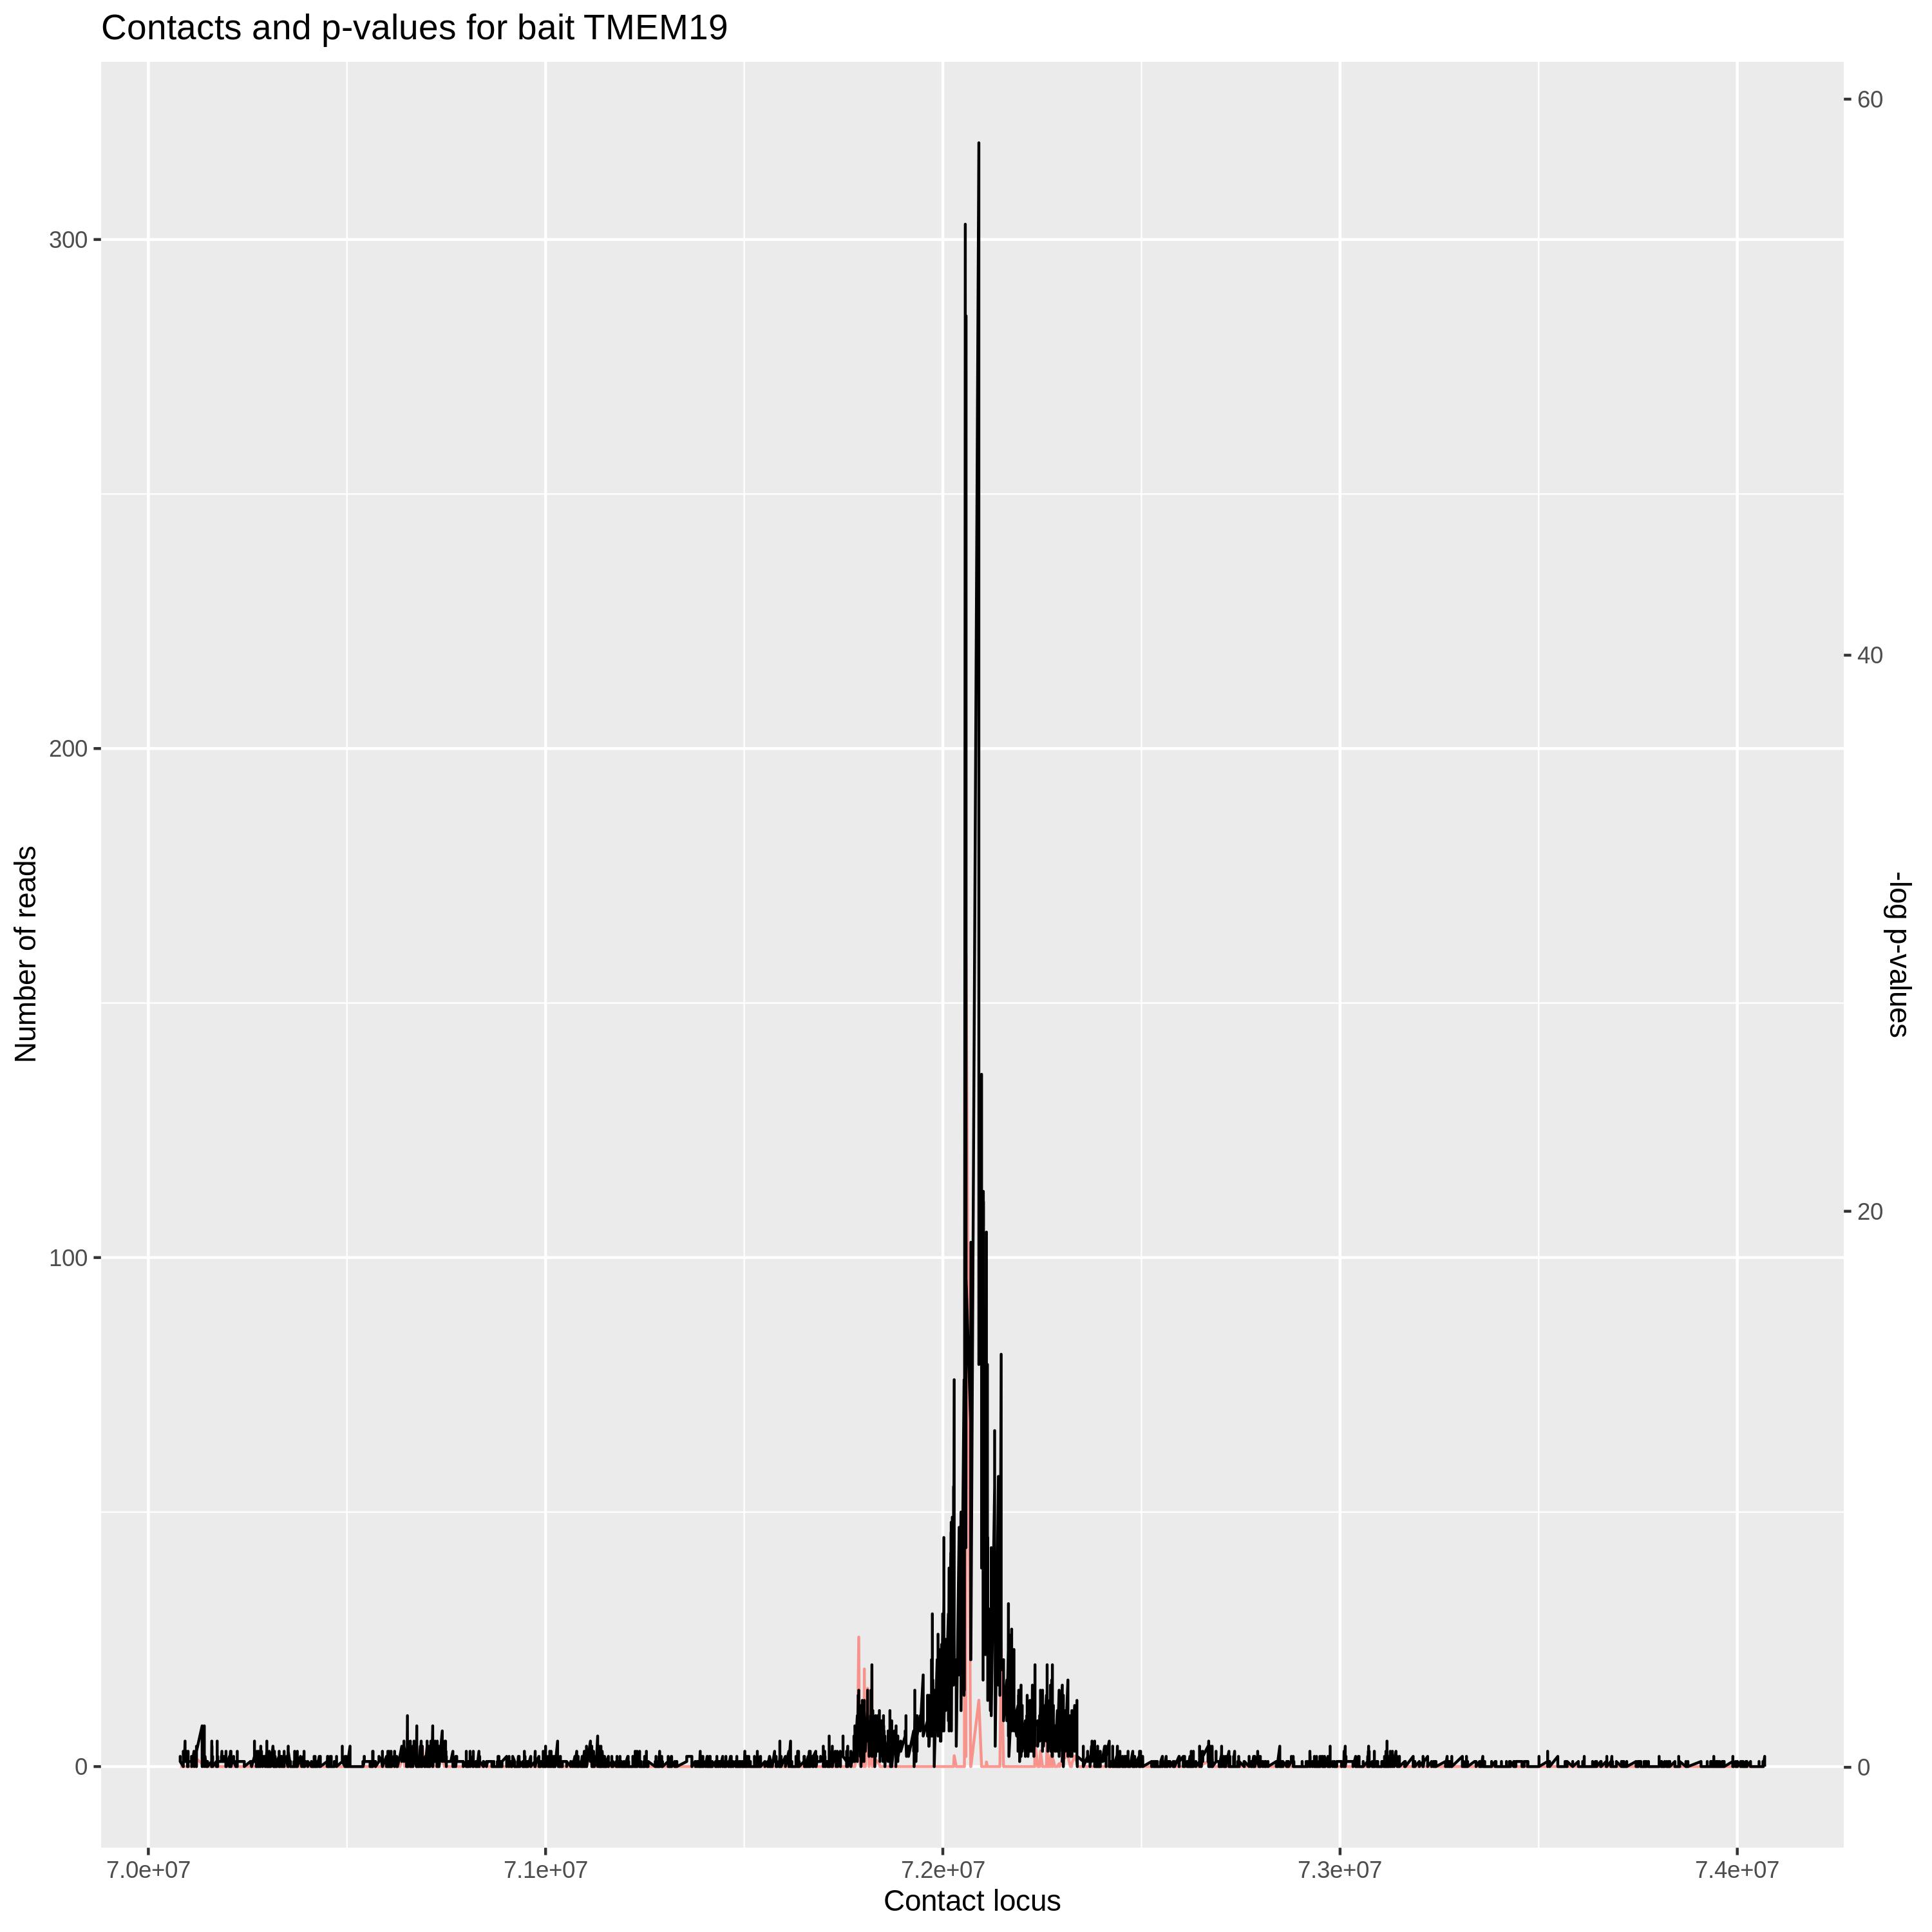 Contacts and p-values for bait TMEM19
60
300
40
200
Number of reads
-log p-values
20
100
0
0
7.0e+07 7.1e+07 7.2e+07 7.3e+07 7.4e+07
Contact locus